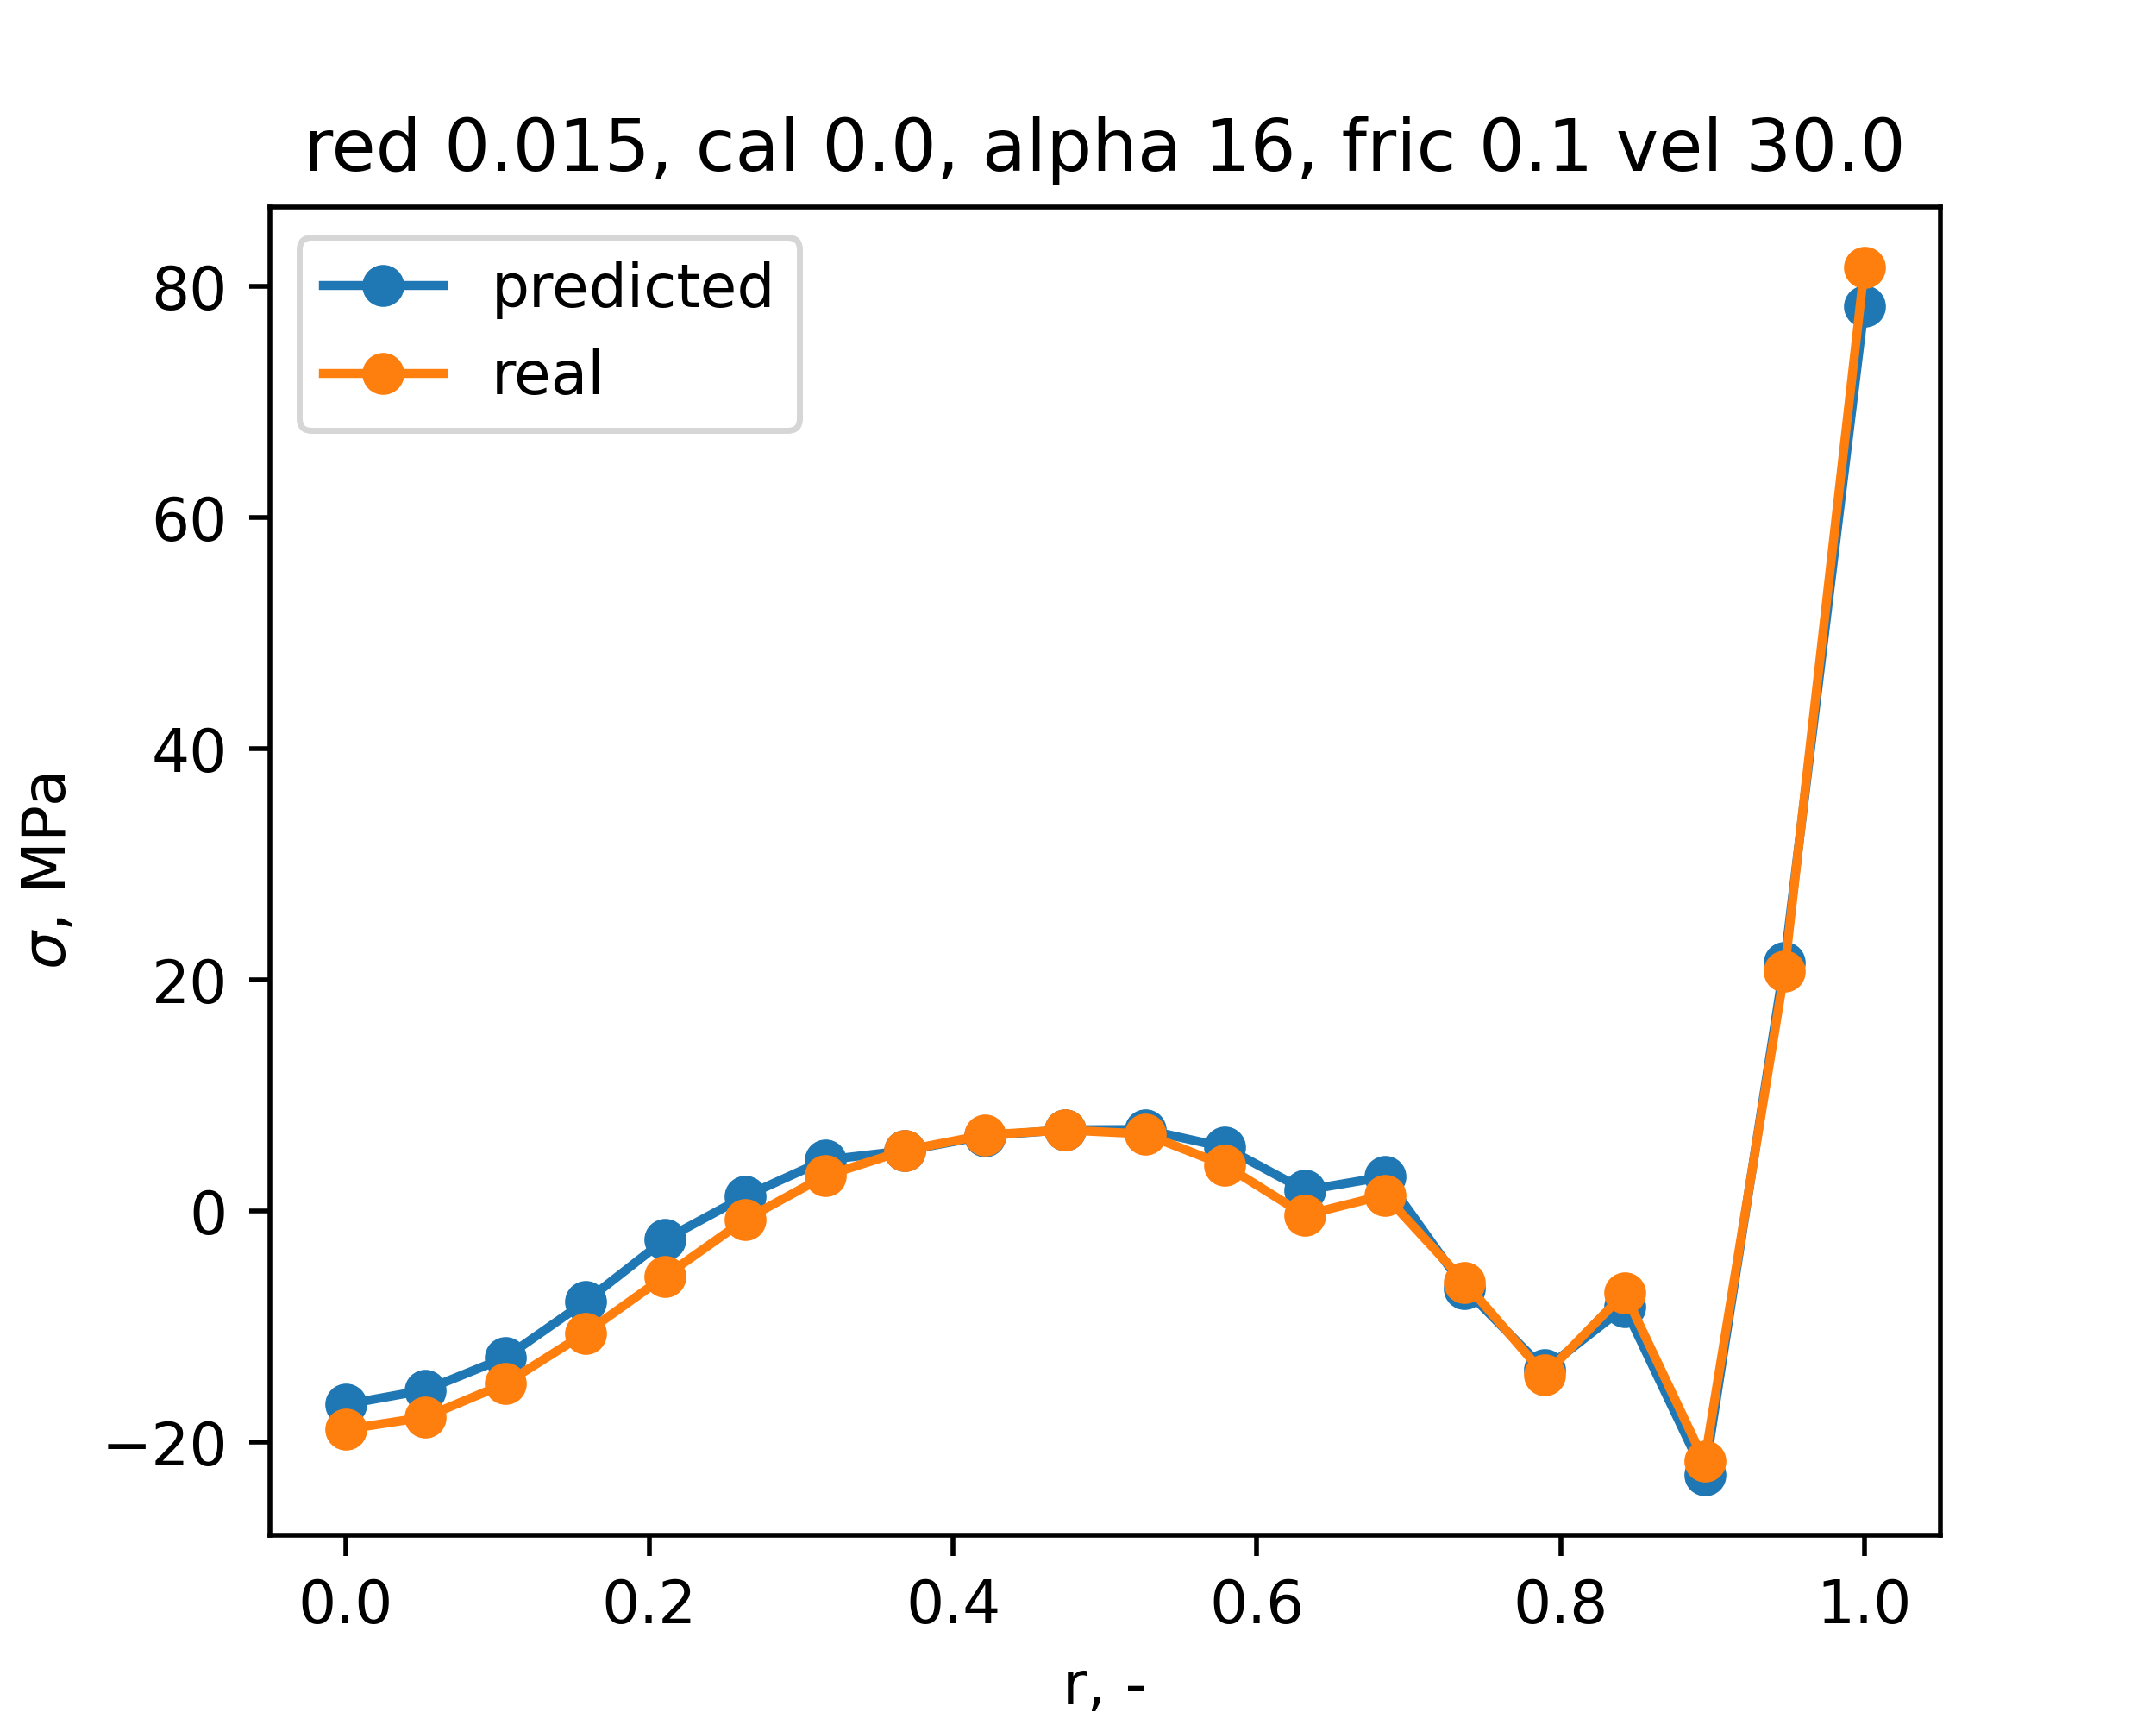 red 0.015, cal 0.0, alpha 16, fric 0.1 vel 30.0
predicted
real
80
60
40
20
0
−20
σ, MPa
0.0 0.2 0.4 0.6 0.8 1.0
r, -